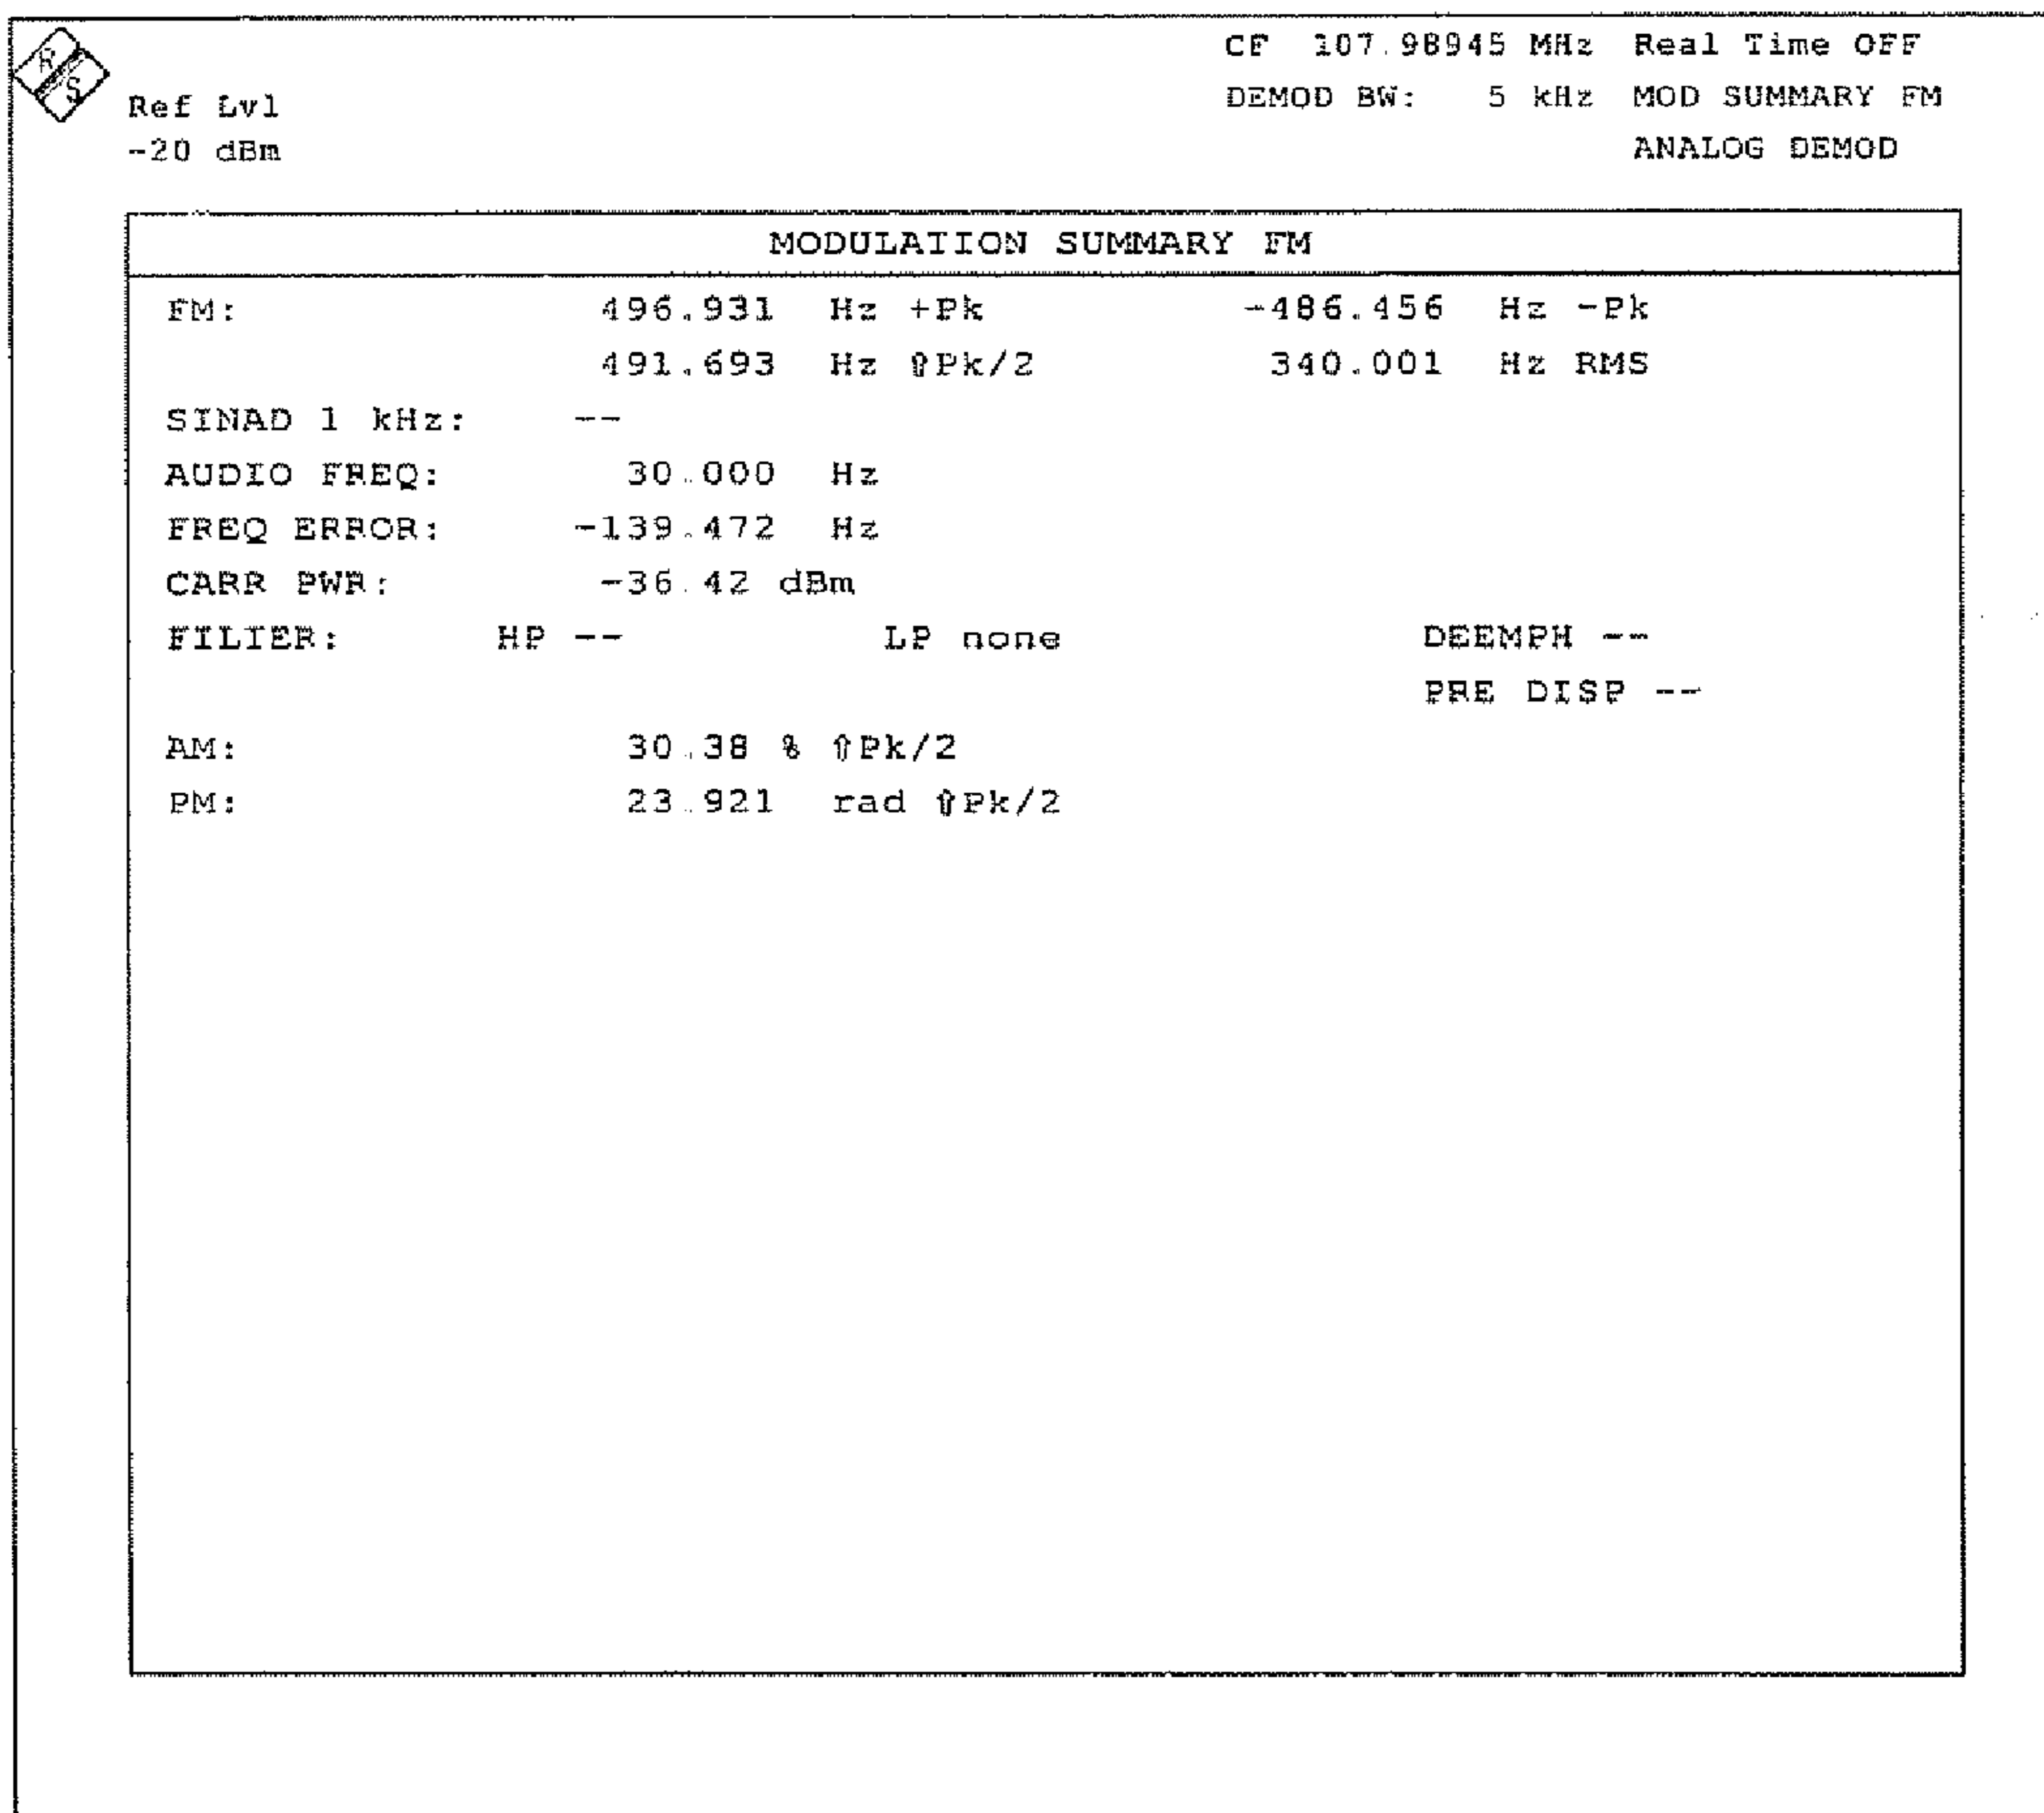 RS
CF 107.98945 MHz Real Time OFF
Ref Lvl DEMOD BW: 5 kHz MOD SUMMARY FM
-20 dBm ANALOG DEMOD
MODULATION SUMMARY FM
FM: 496.931 Hz +Pk -486.456 Hz -Pk
491.693 Hz ⇧Pk/2 340.001 Hz RMS
SINAD 1 kHz: --
AUDIO FREQ: 30.000 Hz
FREQ ERROR: -139.472 Hz
CARR PWR: -36.42 dBm
FILTER: HP -- LP none DEEMPH --
PRE DISP --
AM: 30.38 % ⇧Pk/2
PM: 23.921 rad ⇧Pk/2